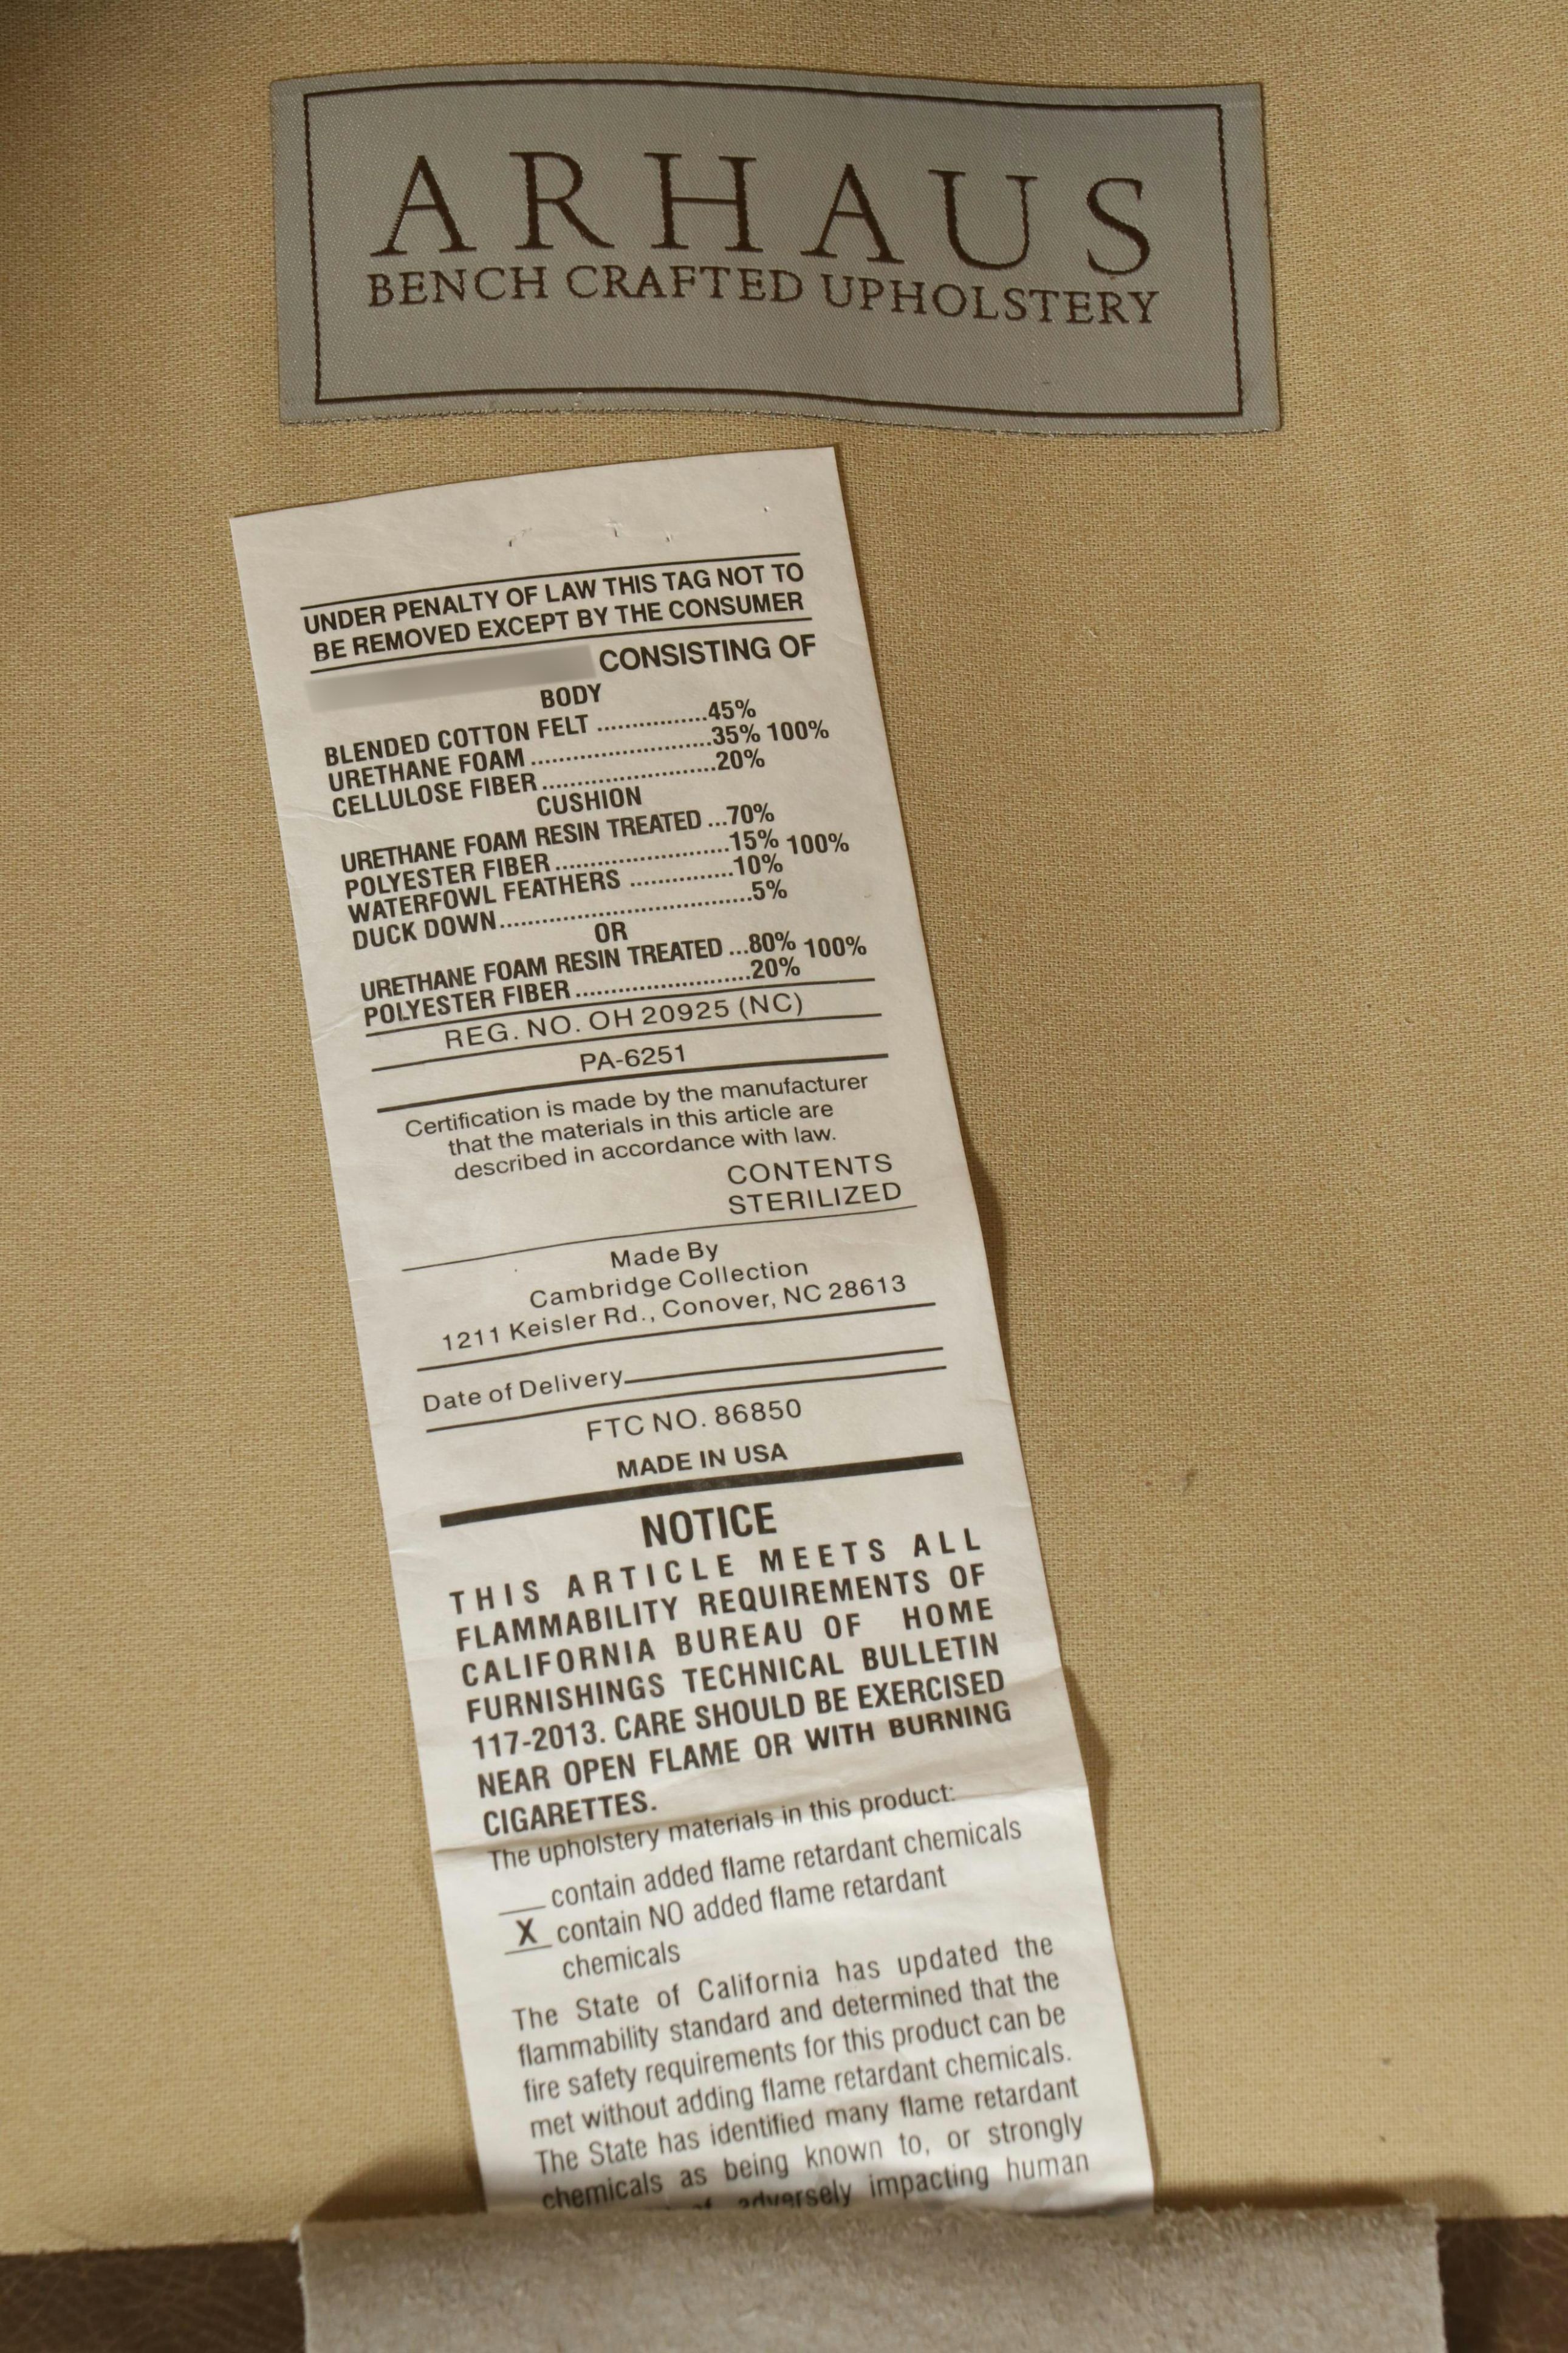 ARHAUS
BENCH CRAFTED UPHOLSTERY
UNDER PENALTY OF LAW THIS TAG NOT TO
BE REMOVED EXCEPT BY THE CONSUMER
CONSISTING OF
BODY
BLENDED COTTON FELT ................45%
URETHANE FOAM ..........................35% 100%
CELLULOSE FIBER .........................20%
CUSHION
URETHANE FOAM RESIN TREATED ...70%
POLYESTER FIBER .........................15% 100%
WATERFOWL FEATHERS ...............10%
DUCK DOWN....................................5%
OR
URETHANE FOAM RESIN TREATED ...80% 100%
POLYESTER FIBER .........................20%
REG. NO. OH 20925 (NC)
PA-6251
Certification is made by the manufacturer
that the materials in this article are
described in accordance with law.
CONTENTS
STERILIZED
Made By
Cambridge Collection
1211 Keisler Rd., Conover, NC 28613
Date of Delivery
FTC NO. 86850
MADE IN USA
NOTICE
THIS ARTICLE MEETS ALL
FLAMMABILITY REQUIREMENTS OF
CALIFORNIA BUREAU OF HOME
FURNISHINGS TECHNICAL BULLETIN
117-2013. CARE SHOULD BE EXERCISED
NEAR OPEN FLAME OR WITH BURNING
CIGARETTES.
The upholstery materials in this product:
___ contain added flame retardant chemicals
X contain NO added flame retardant
chemicals
The State of California has updated the
flammability standard and determined that the
fire safety requirements for this product can be
met without adding flame retardant chemicals.
The State has identified many flame retardant
chemicals as being known to, or strongly
adversely impacting human